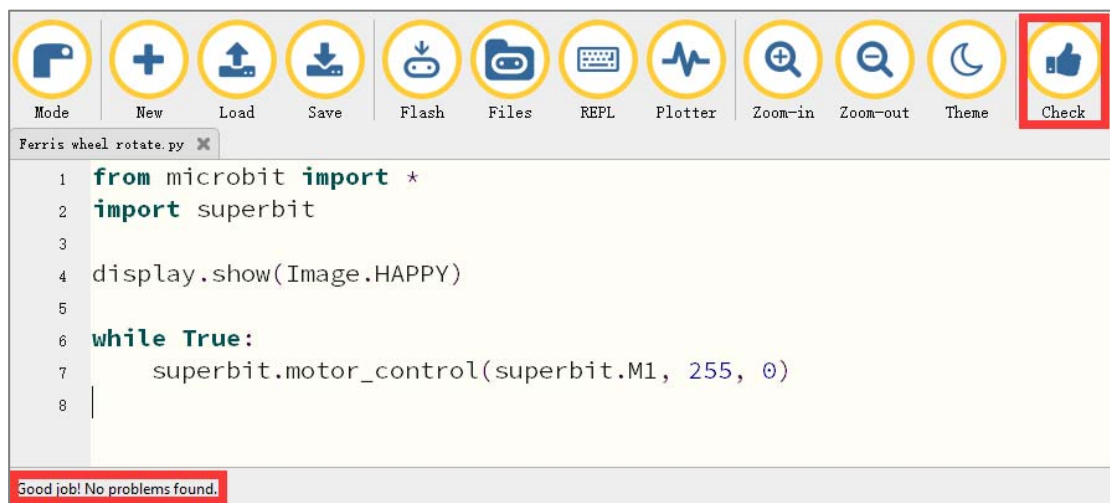 Mode New Load Save Flash Files REPL Plotter Zoom-in Zoom-out Theme Check
Ferris wheel rotate.py
1 from microbit import *
2 import superbit
3
4 display.show(Image.HAPPY)
5
6 while True:
7 superbit.motor_control(superbit.M1, 255, 0)
8
Good job! No problems found.